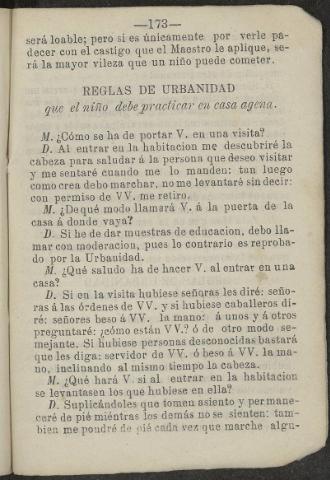 —173—
será loable; pero si es únicamente por verle pa-
decer con el castigo que el Maestro le aplique, se-
rá la mayor vileza que un niño puede cometer.
REGLAS DE URBANIDAD
que el niño debe practicar en casa agena.
M. ¿Cómo se ha de portar V. en una visita?
D. Al entrar en la habitacion me descubriré la
cabeza para saludar á la persona que deseo visitar
y me sentaré cuando me lo manden: tan luego
como crea debo marchar, no me levantaré sin decir:
con permiso de VV. me retiro.
M. ¿De qué modo llamará V. á la puerta de la
casa á donde vaya?
D. Si he de dar muestras de educacion, debo lla-
mar con moderacion, pues lo contrario es reproba-
do por la Urbanidad.
M. ¿Qué saludo ha de hacer V. al entrar en una
casa?
D. Si en la visita hubiese señoras les diré: seño-
ras á las órdenes de VV. y si hubiese caballeros di-
ré: señores beso á VV. la mano: á unos y á otros
preguntaré: ¿cómo están VV.? ó de otro modo se-
mejante. Si hubiese personas desconocidas bastará
que les diga: servidor de VV. ó beso á VV. la ma-
no, inclinando al mismo tiempo la cabeza.
M. ¿Qué hará V. si al entrar en la habitacion
se levantasen los que hubiese en ella?
D. Suplicándoles que tomen asiento y permane-
ceré de pié miéntras los demás no se sienten: tam-
bien me pondré de pié cada vez que marche algu-